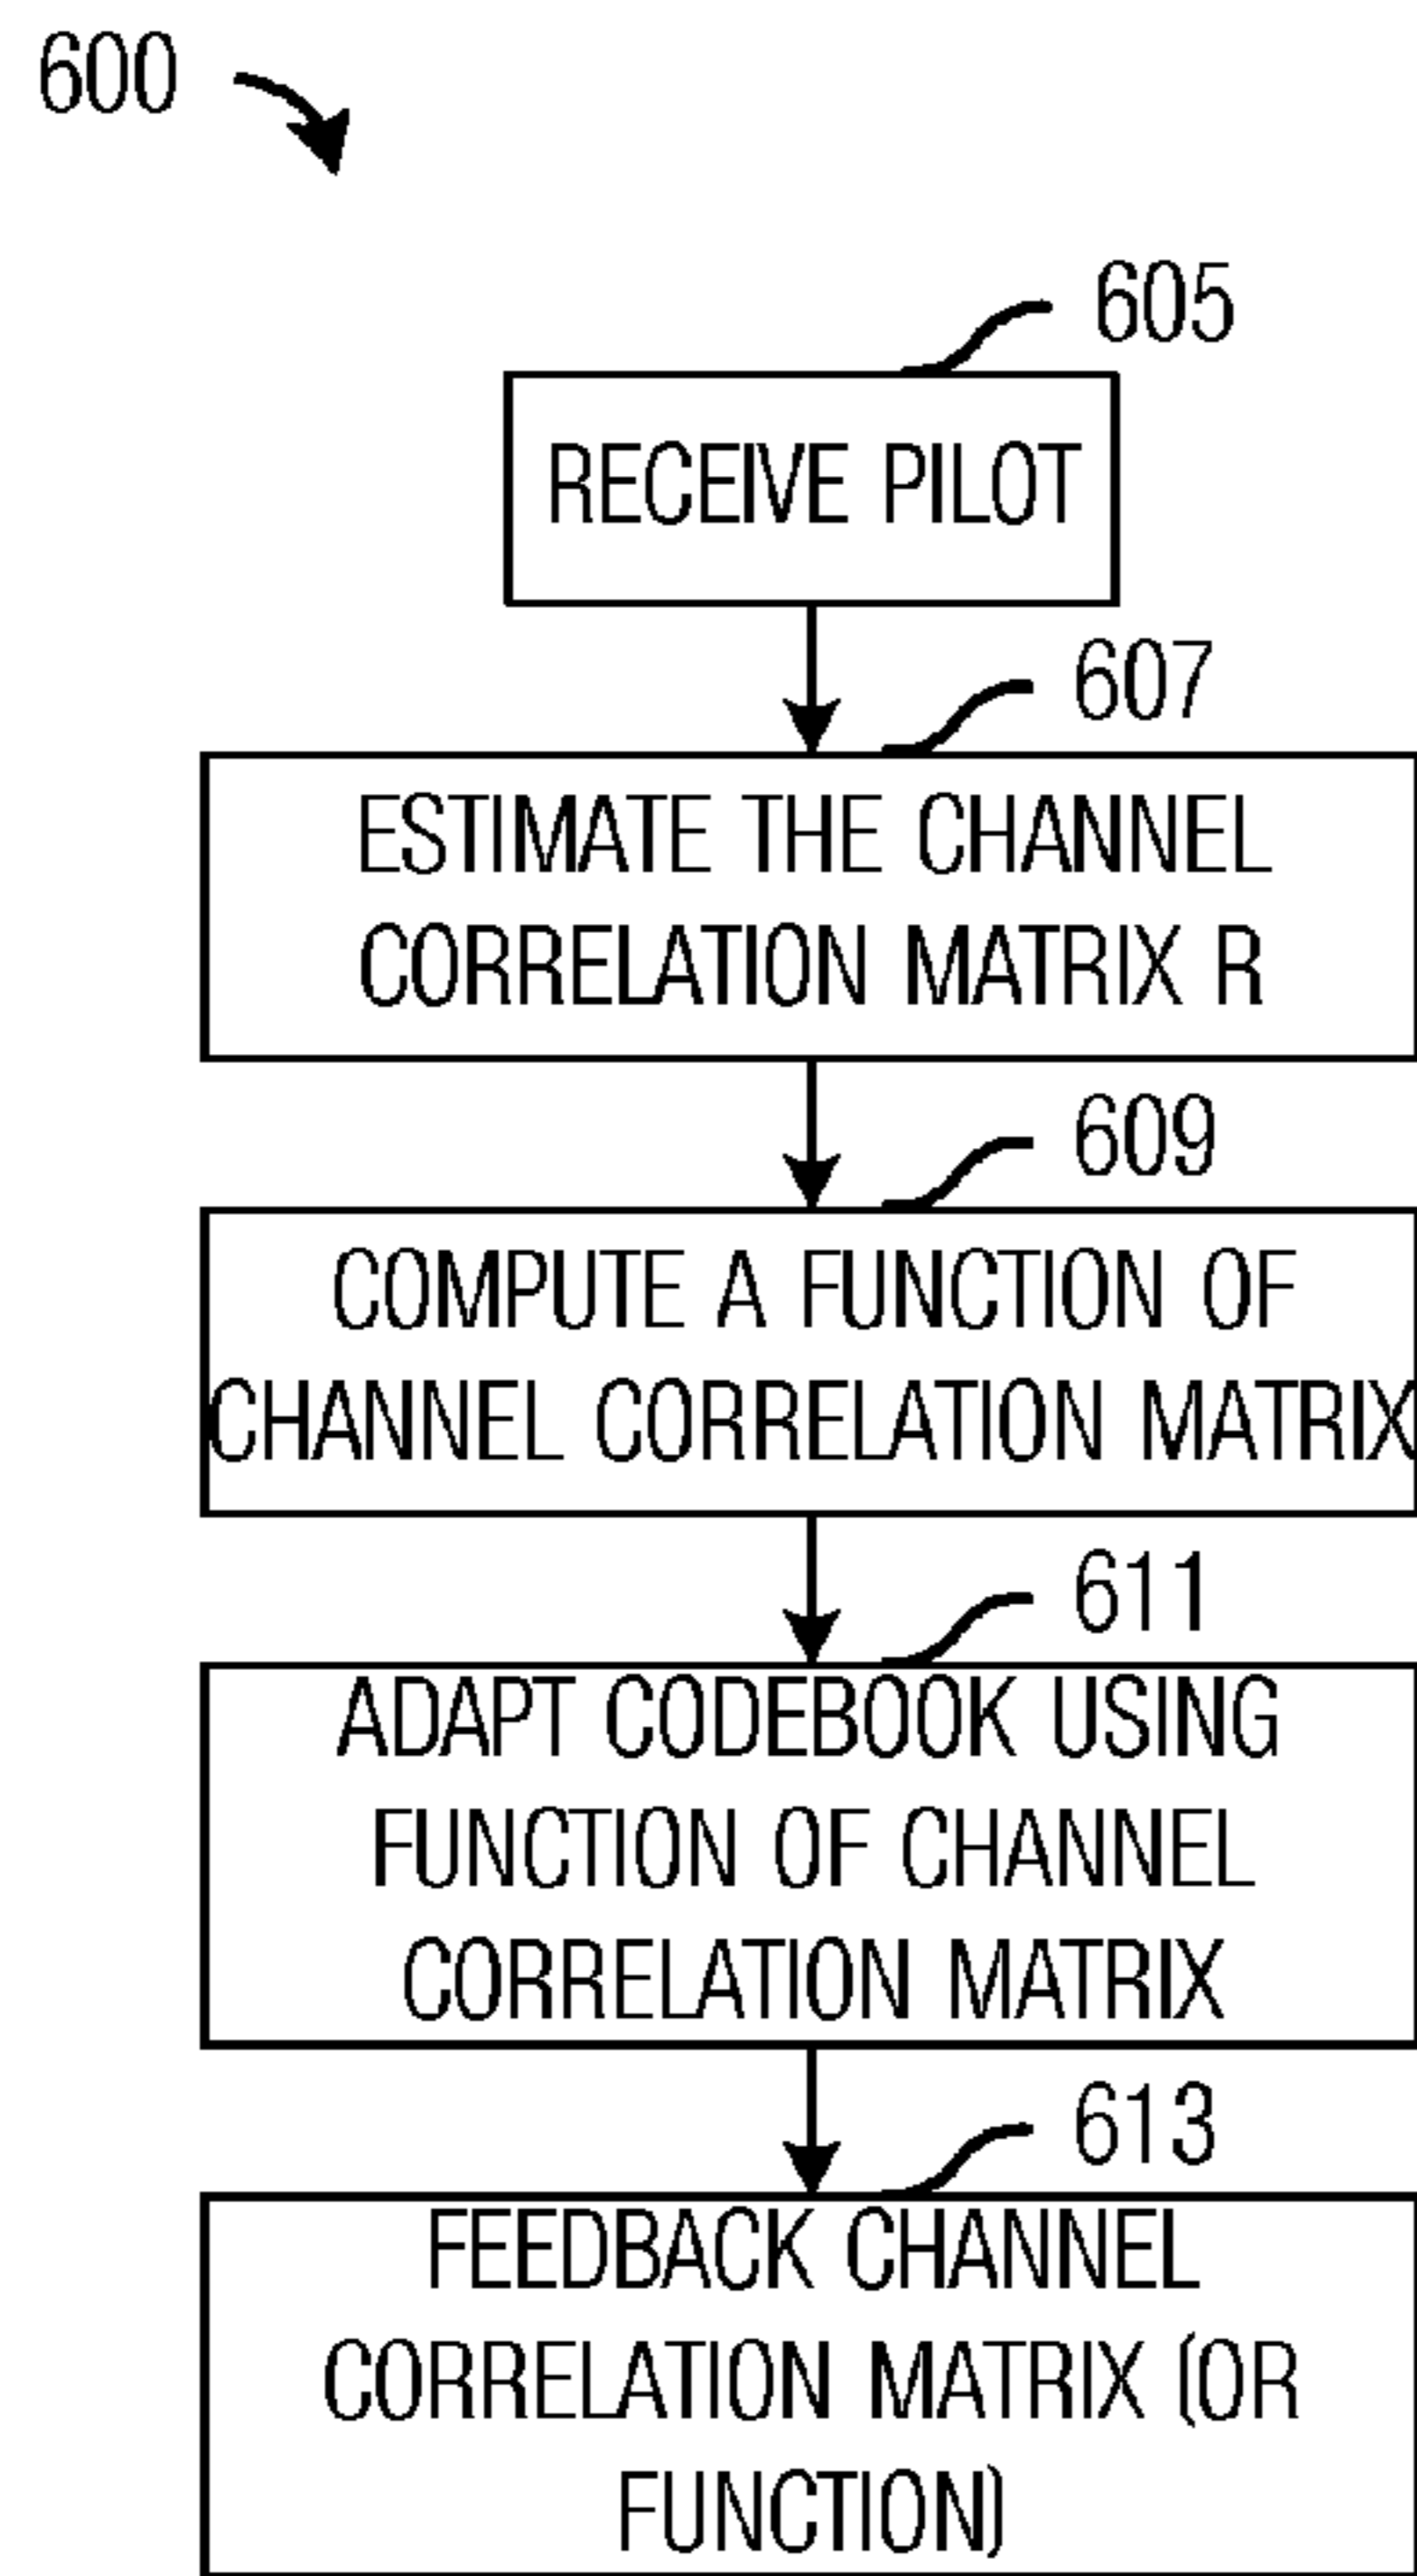 600
605
RECEIVE PILOT
607
ESTIMATE THE CHANNEL
CORRELATION MATRIX R
609
COMPUTE A FUNCTION OF
CHANNEL CORRELATION MATRIX
611
ADAPT CODEBOOK USING
FUNCTION OF CHANNEL
CORRELATION MATRIX
613
FEEDBACK CHANNEL
CORRELATION MATRIX (OR
FUNCTION)